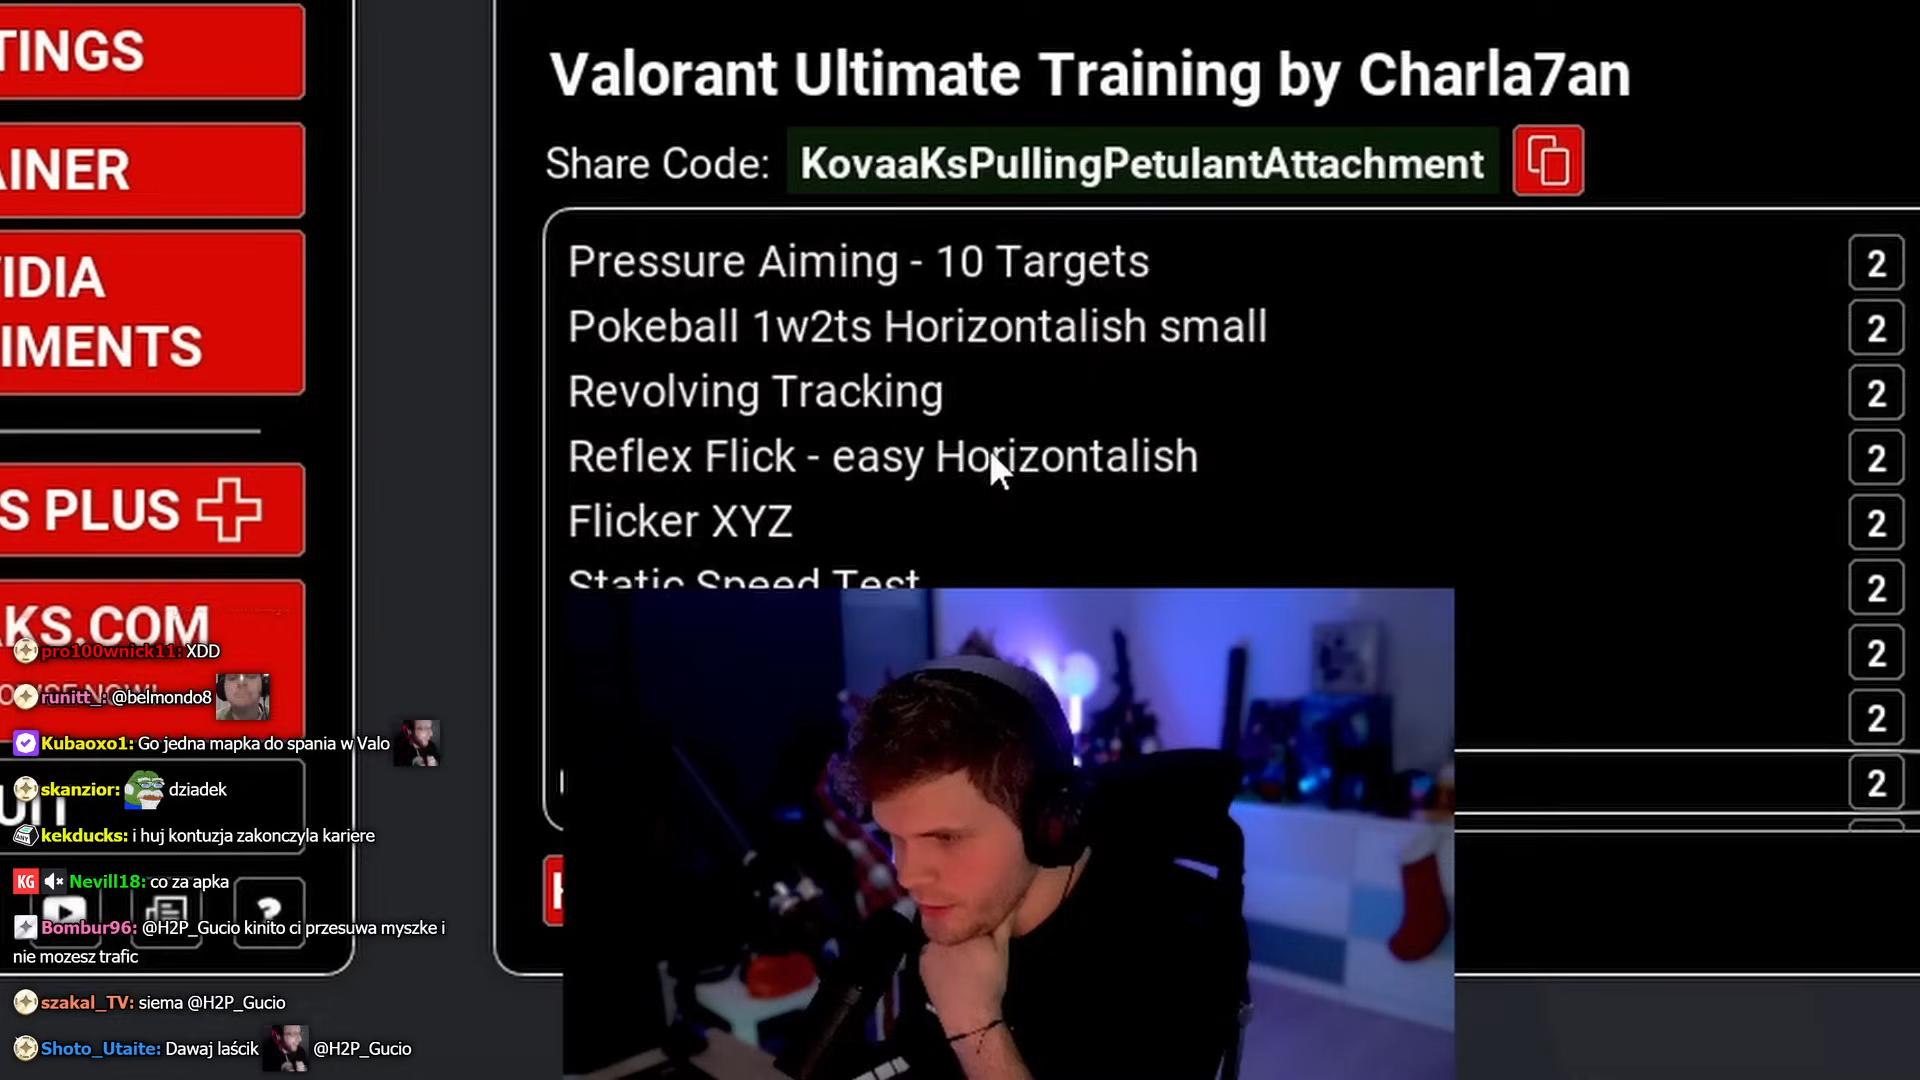 TINGS
AINER
IDIA
IMENTS
S PLUS
KS.COM
Valorant Ultimate Training by Charla7an
Share Code: KovaaKsPullingPetulantAttachment
Pressure Aiming - 10 Targets 2
Pokeball 1w2ts Horizontalish small 2
Revolving Tracking 2
Reflex Flick - easy Horizontalish 2
Flicker XYZ 2
Static Speed Test 2
2
2
2
pro100wnick11: XDD
runitt_: @belmondo8
Kubaoxo1: Go jedna mapka do spania w Valo
skanzior: dziadek
kekducks: i huj kontuzja zakonczyla kariere
KG Nevill18: co za apka
?
Bombur96: @H2P_Gucio kinito ci przesuwa myszke i
nie mozesz trafic
szakal_TV: siema @H2P_Gucio
Shoto_Utaite: Dawaj laścik @H2P_Gucio